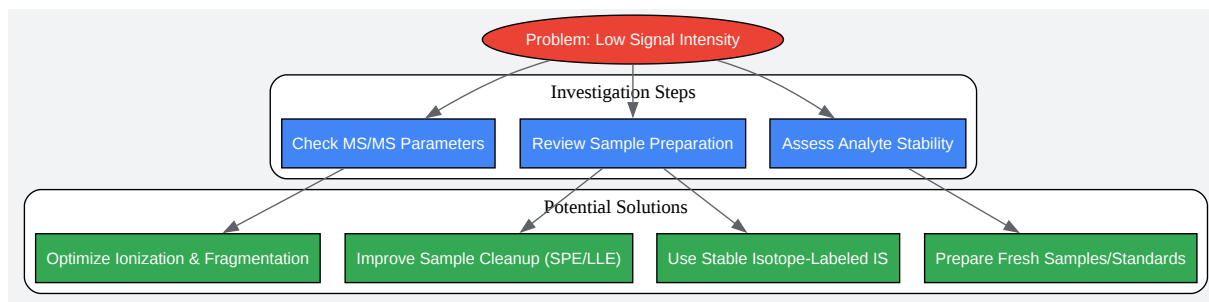 Problem: Low Signal Intensity
Investigation Steps
Check MS/MS Parameters
Review Sample Preparation
Assess Analyte Stability
Potential Solutions
Optimize Ionization & Fragmentation
Improve Sample Cleanup (SPE/LLE)
Use Stable Isotope-Labeled IS
Prepare Fresh Samples/Standards